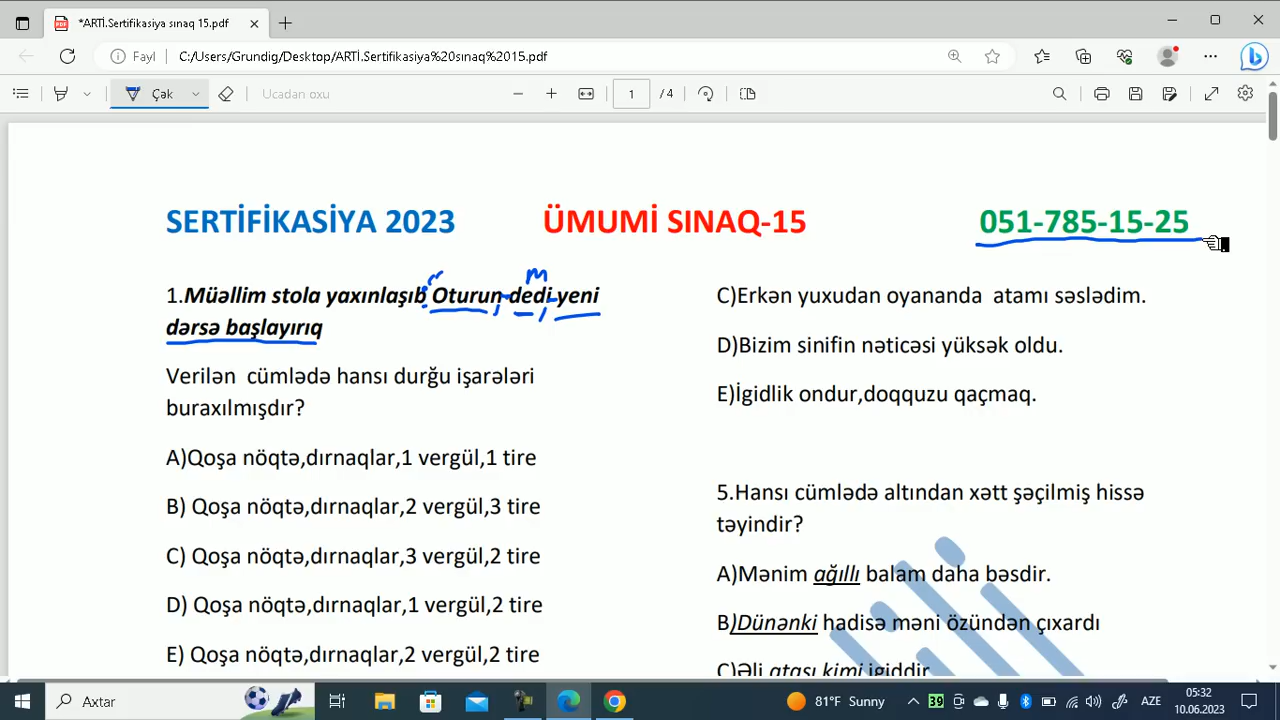 *ARTİ.Sertifikasiya sınaq 15.pdf
Fayl
C:/Users/Grundig/Desktop/ARTİ.Sertifikasiya%20sınaq%2015.pdf
Çək
Ucadan oxu
1 / 4
SERTİFİKASİYA 2023
ÜMUMİ SINAQ-15
051-785-15-25
1.Müəllim stola yaxınlaşıb Oturun-dedi-yeni
dərsə başlayırıq
Verilən cümlədə hansı durğu işarələri
buraxılmışdır?
A)Qoşa nöqtə,dırnaqlar,1 vergül,1 tire
B) Qoşa nöqtə,dırnaqlar,2 vergül,3 tire
C) Qoşa nöqtə,dırnaqlar,3 vergül,2 tire
D) Qoşa nöqtə,dırnaqlar,1 vergül,2 tire
E) Qoşa nöqtə,dırnaqlar,2 vergül,2 tire
C)Erkən yuxudan oyananda atamı səslədim.
D)Bizim sinifin nəticəsi yüksək oldu.
E)İgidlik ondur,doqquzu qaçmaq.
5.Hansı cümlədə altından xətt şəçilmiş hissə
təyindir?
A)Mənim ağıllı balam daha bəsdir.
B)Dünənki hadisə məni özündən çıxardı
C)Əli atası kimi igiddir
Axtar
81°F Sunny
39
AZE
05:32
10.06.2023